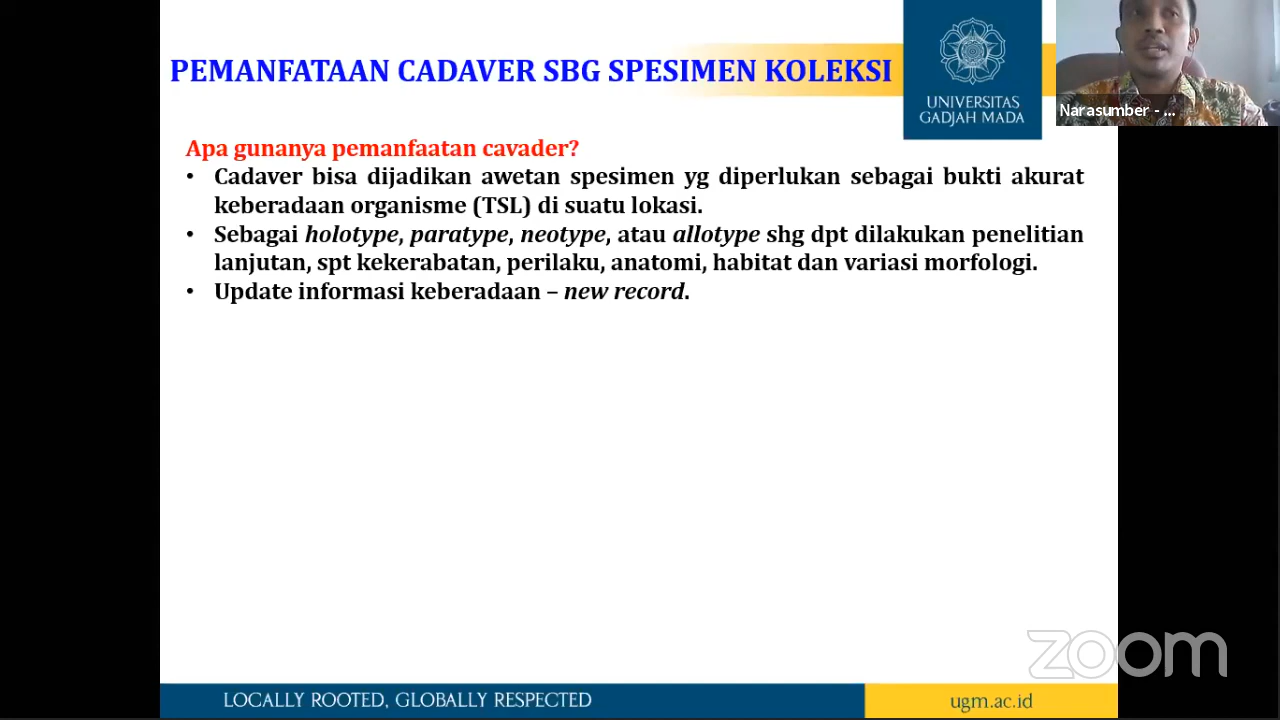 PEMANFATAAN CADAVER SBG SPESIMEN KOLEKSI
UNIVERSITAS
GADJAH MADA
Narasumber - ...
Apa gunanya pemanfaatan cavader?
• Cadaver bisa dijadikan awetan spesimen yg diperlukan sebagai bukti akurat
keberadaan organisme (TSL) di suatu lokasi.
• Sebagai holotype, paratype, neotype, atau allotype shg dpt dilakukan penelitian
lanjutan, spt kekerabatan, perilaku, anatomi, habitat dan variasi morfologi.
• Update informasi keberadaan – new record.
zoom
LOCALLY ROOTED, GLOBALLY RESPECTED
ugm.ac.id